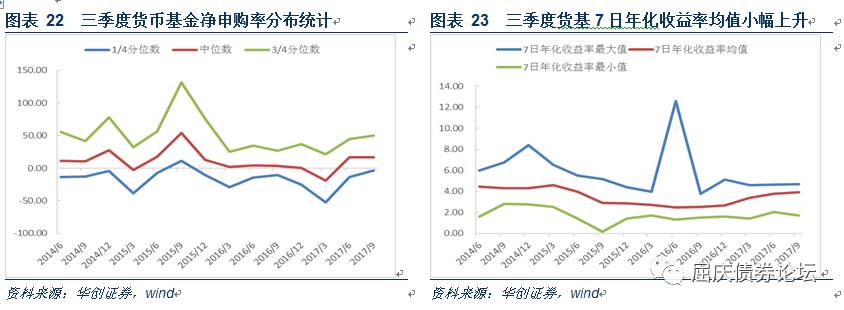 图表 22 三季度货币基金净申购率分布统计
1/4分位数 中位数 3/4分位数
150.00
100.00
50.00
0.00
-50.00
-100.00
2014/6 2014/9 2014/12 2015/3 2015/6 2015/9 2015/12 2016/3 2016/6 2016/9 2016/12 2017/3 2017/6 2017/9
资料来源：华创证券，wind
图表 23 三季度货基 7 日年化收益率均值小幅上升
7日年化收益率最大值 7日年化收益率均值
7日年化收益率最小值
14.00
12.00
10.00
8.00
6.00
4.00
2.00
0.00
2014/6 2014/9 2014/12 2015/3 2015/6 2015/9 2015/12 2016/3 2016/6 2016/9 2016/12 2017/3 2017/6 2017/9
资料来源：华创证券，wind
屈庆债券论坛